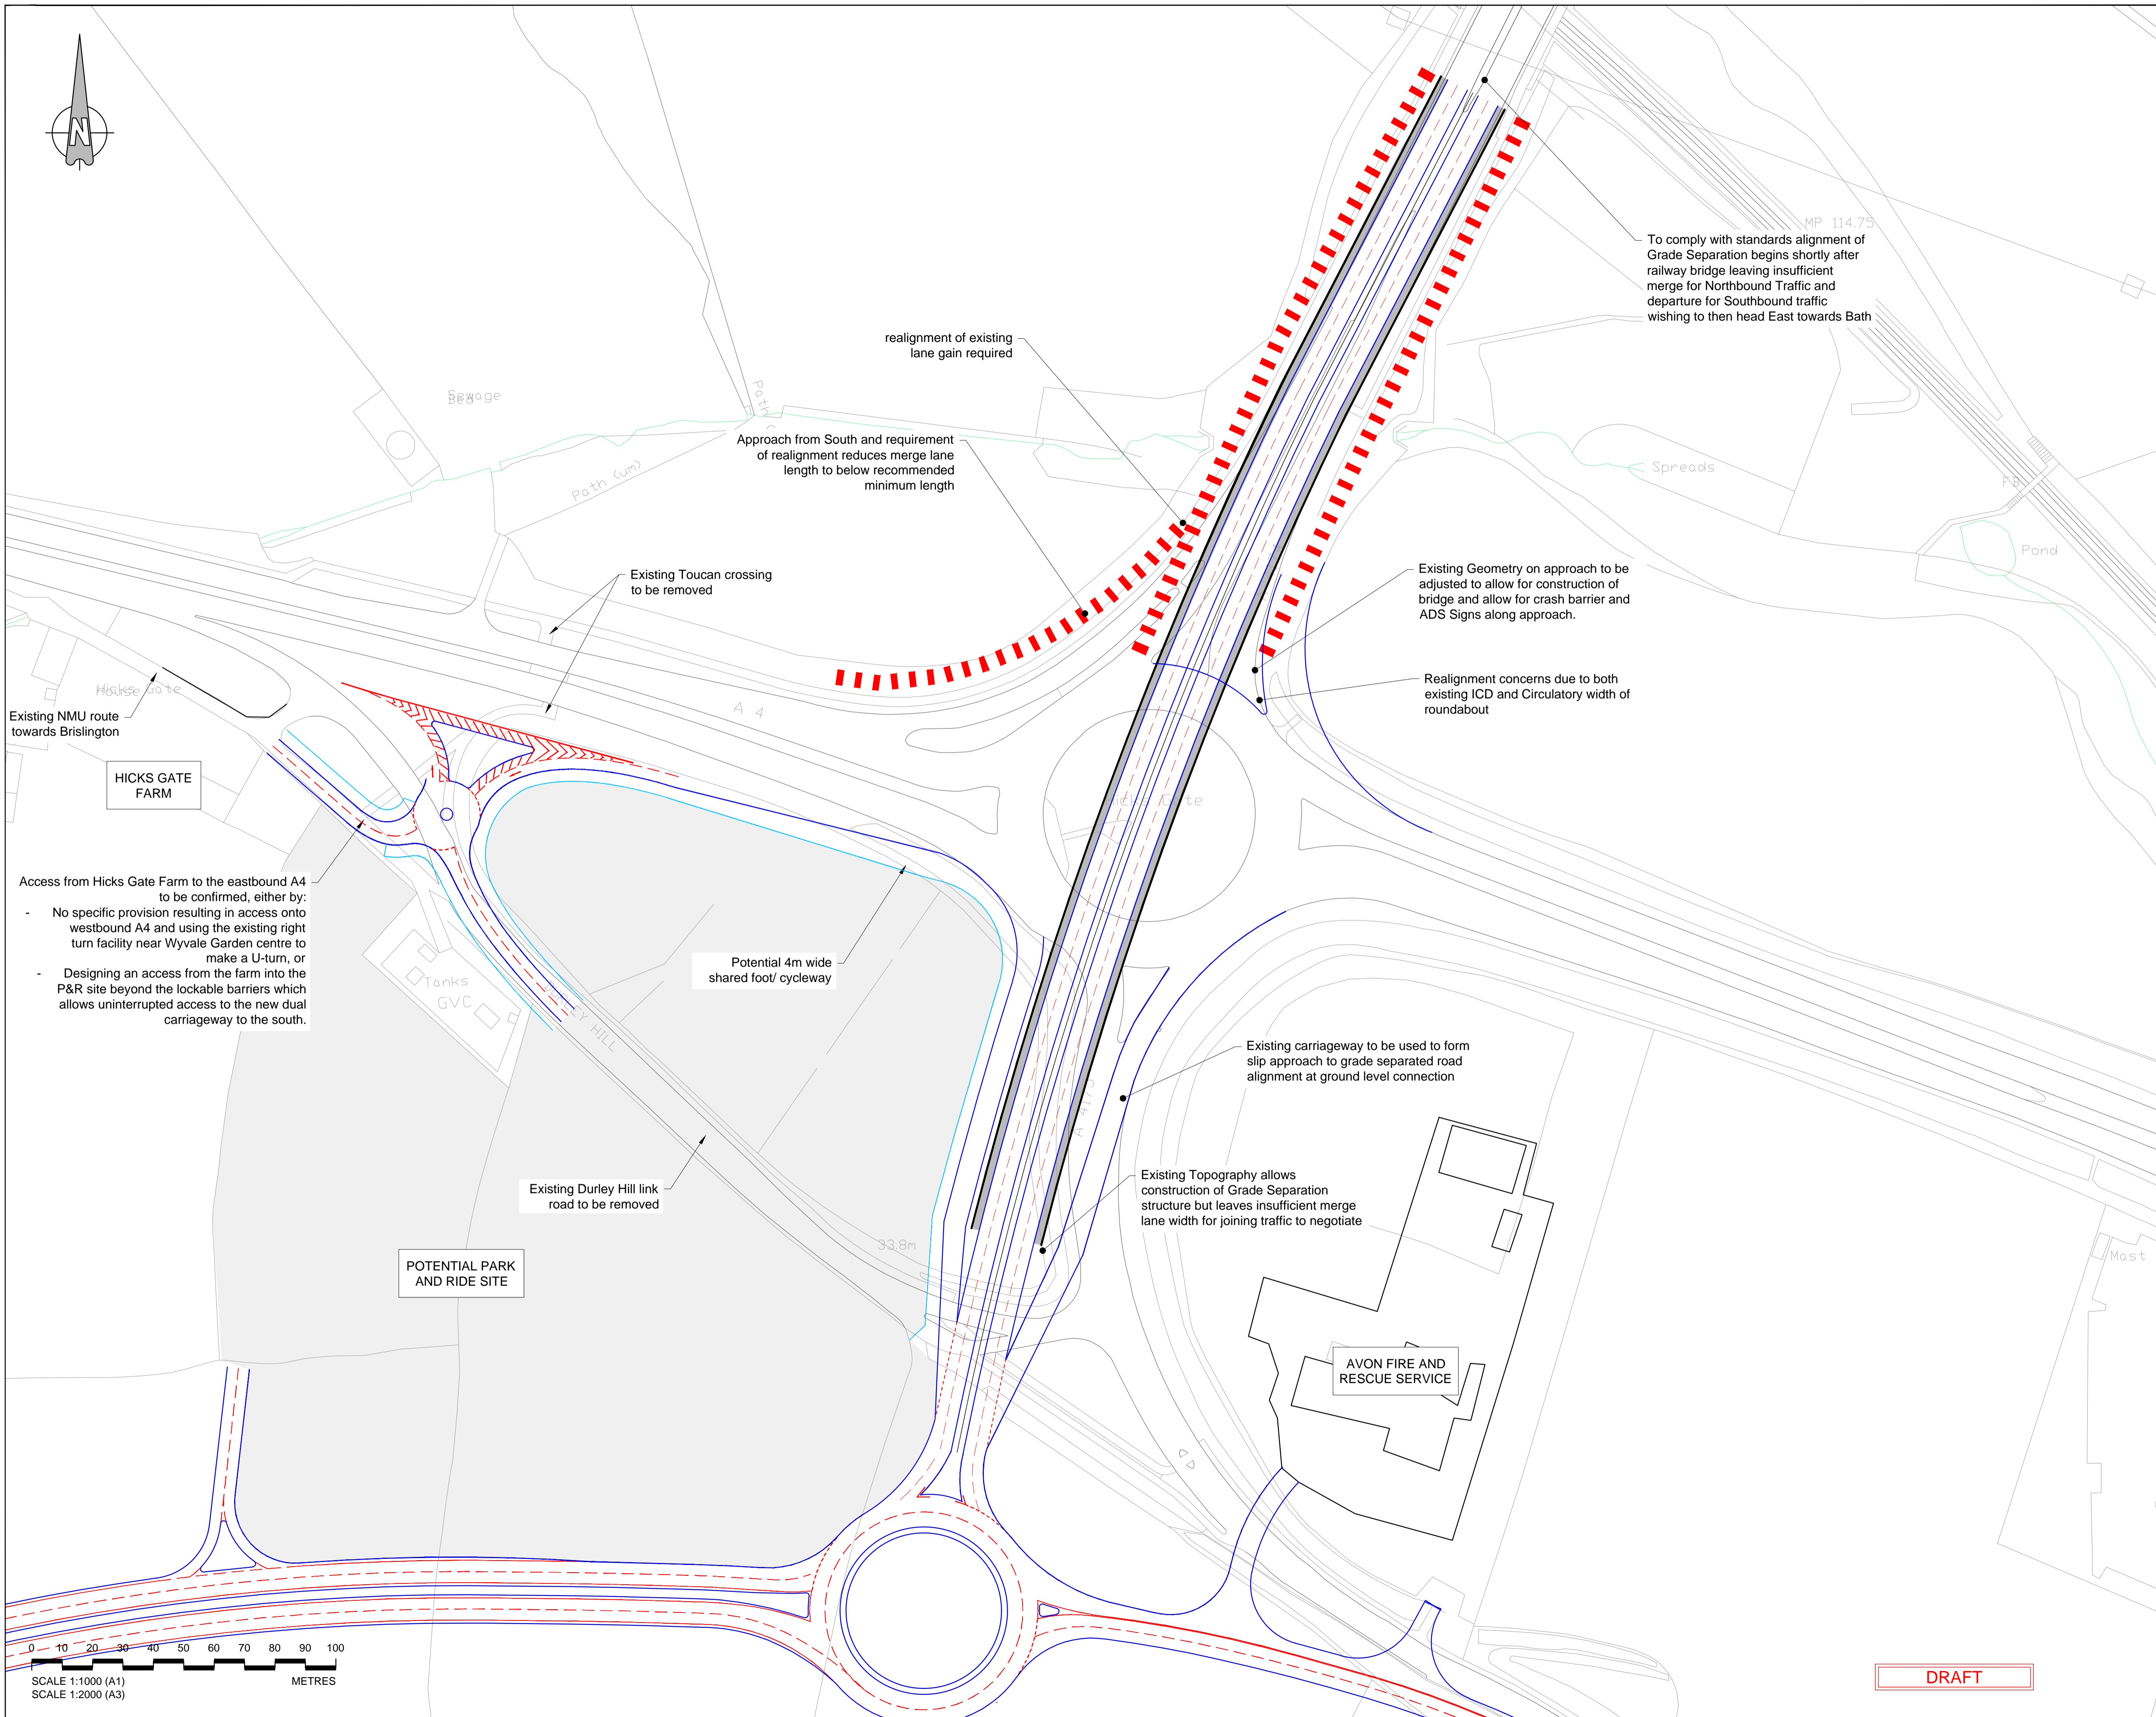 N
MP 114.75
To comply with standards alignment of
Grade Separation begins shortly after
railway bridge leaving insufficient
merge for Northbound Traffic and
departure for Southbound traffic
wishing to then head East towards Bath
realignment of existing
lane gain required
Sewage
Bed
Path
Approach from South and requirement
of realignment reduces merge lane
length to below recommended
minimum length
Path (um)
Spreads
FB
Pond
Existing Toucan crossing
to be removed
Existing Geometry on approach to be
adjusted to allow for construction of
bridge and allow for crash barrier and
ADS Signs along approach.
Hicks Gate
House
Existing NMU route
towards Brislington
A 4
Realignment concerns due to both
existing ICD and Circulatory width of
roundabout
HICKS GATE
FARM
Hicks Gate
Access from Hicks Gate Farm to the eastbound A4
to be confirmed, either by:
- No specific provision resulting in access onto
westbound A4 and using the existing right
turn facility near Wyvale Garden centre to
make a U-turn, or
- Designing an access from the farm into the
P&R site beyond the lockable barriers which
allows uninterrupted access to the new dual
carriageway to the south.
Potential 4m wide
shared foot/ cycleway
Tanks
GVC
HILL
Existing carriageway to be used to form
slip approach to grade separated road
alignment at ground level connection
Existing Durley Hill link
road to be removed
Existing Topography allows
construction of Grade Separation
structure but leaves insufficient merge
lane width for joining traffic to negotiate
33.8m
Mast
POTENTIAL PARK
AND RIDE SITE
AVON FIRE AND
RESCUE SERVICE
0 10 20 30 40 50 60 70 80 90 100
SCALE 1:1000 (A1)
METRES
SCALE 1:2000 (A3)
DRAFT